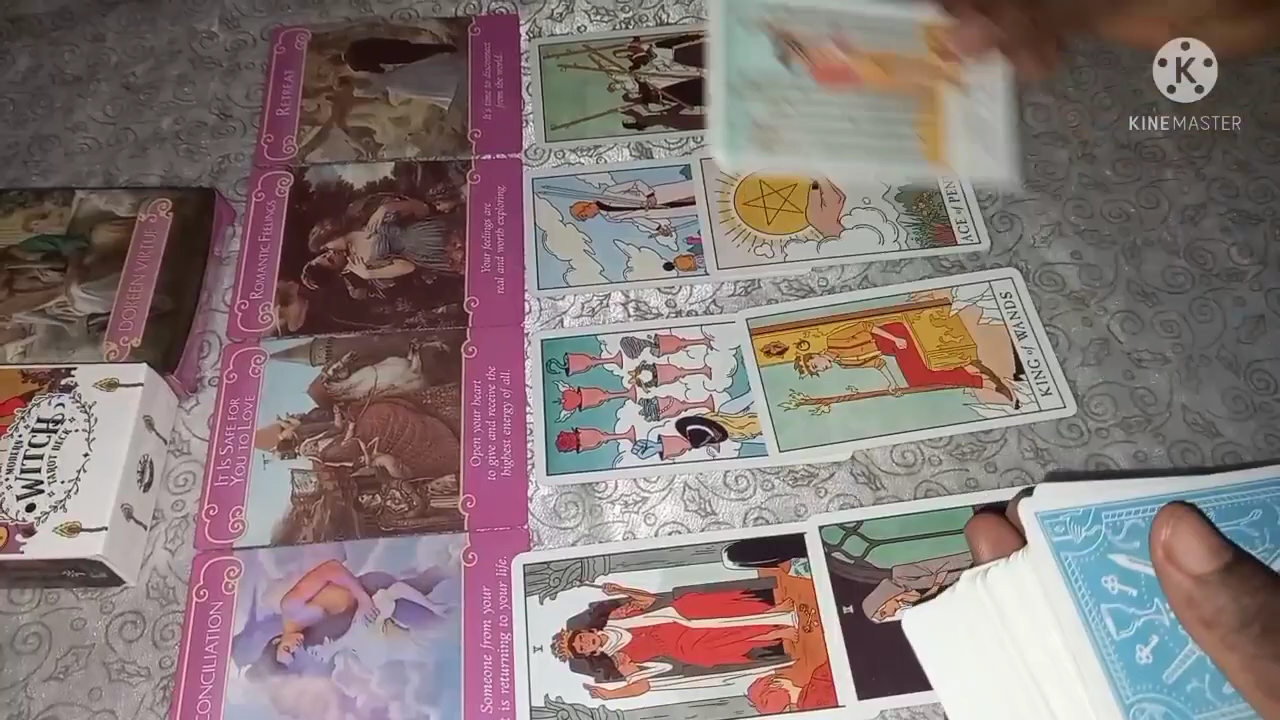 RETREAT
It's time to disconnect
from the world.
ROMANTIC FEELINGS
Your feelings are
real and worth exploring.
IT IS SAFE FOR
YOU TO LOVE
Open your heart
to give and receive the
highest energy of all.
CONCILIATION
Someone from your
is returning to your life.
DOREEN VIRTUE
MODERN
WITCH
TAROT DECK
ACE of PEN
KING of WANDS
V
K
KINEMASTER